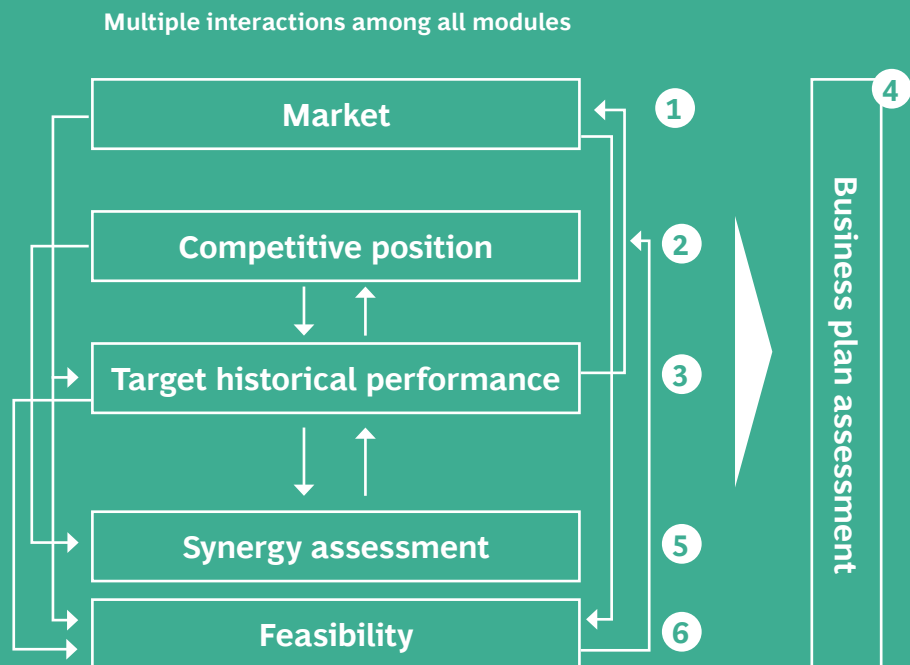 Multiple interactions among all modules
Market
1
Competitive position
2
Target historical performance
3
Synergy assessment
5
Feasibility
6
4
Business plan assessment